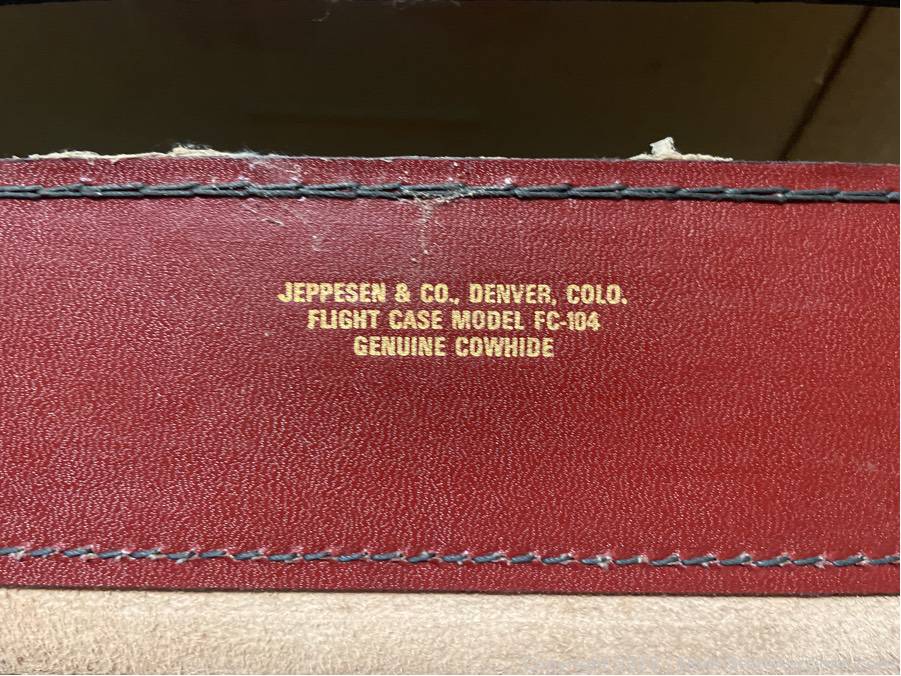 JEPPESEN & CO., DENVER, COLO.
FLIGHT CASE MODEL FC-104
GENUINE COWHIDE